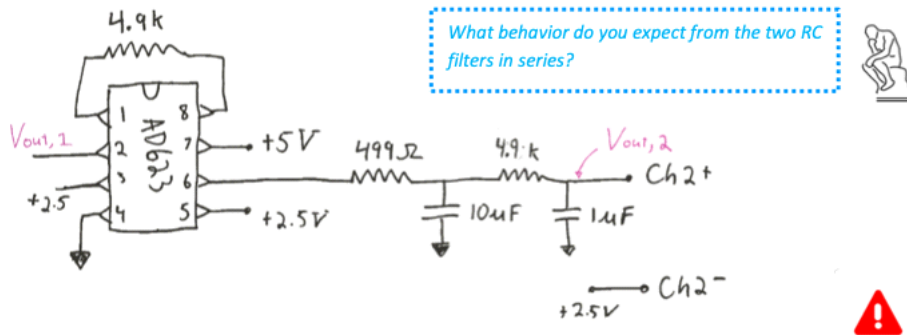 4.9k
What behavior do you expect from the two RC
filters in series?
1
8
AD623
Vout,1
2
7
+5V
3
6
+2.5
4
5
+2.5V
499Ω
4.9k
Vout,2
Ch2+
10uF
1uF
Ch2-
+2.5V
!